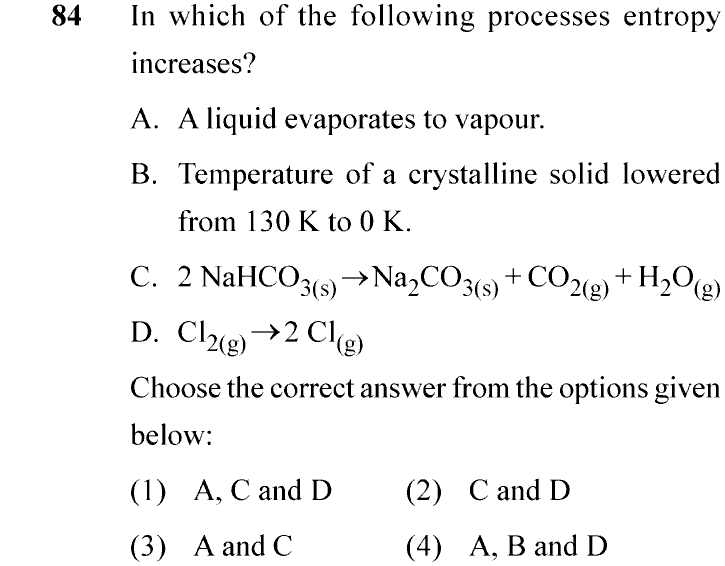 84 In which of the following processes entropy
increases?
A. A liquid evaporates to vapour.
B. Temperature of a crystalline solid lowered
from 130 K to 0 K.
C. 2 NaHCO₃₍ₛ₎→Na₂CO₃₍ₛ₎+CO₂(g)+H₂O(g)
D. Cl₂(g)→2 Cl(g)
Choose the correct answer from the options given
below:
(1) A, C and D (2) C and D
(3) A and C (4) A, B and D